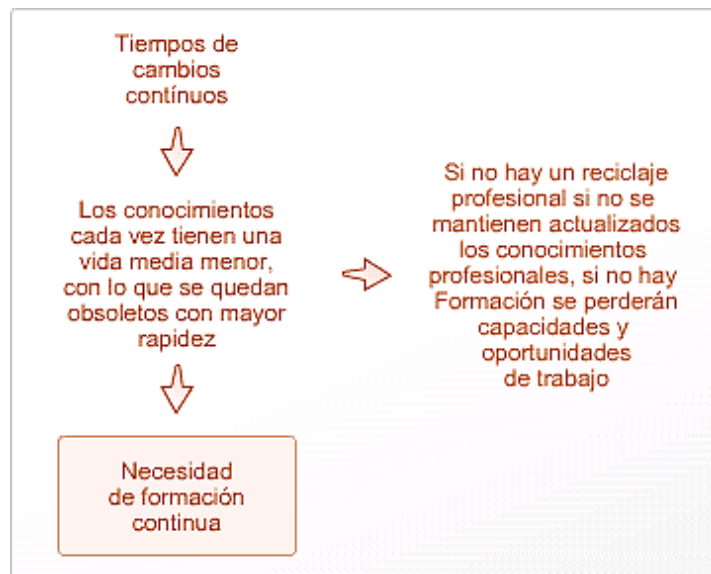 Tiempos de
cambios
contínuos
Los conocimientos
cada vez tienen una
vida media menor,
con lo que se quedan
obsoletos con mayor
rapidez
Si no hay un reciclaje
profesional si no se
mantienen actualizados
los conocimientos
profesionales, si no hay
Formación se perderán
capacidades y
oportunidades
de trabajo
Necesidad
de formación
continua